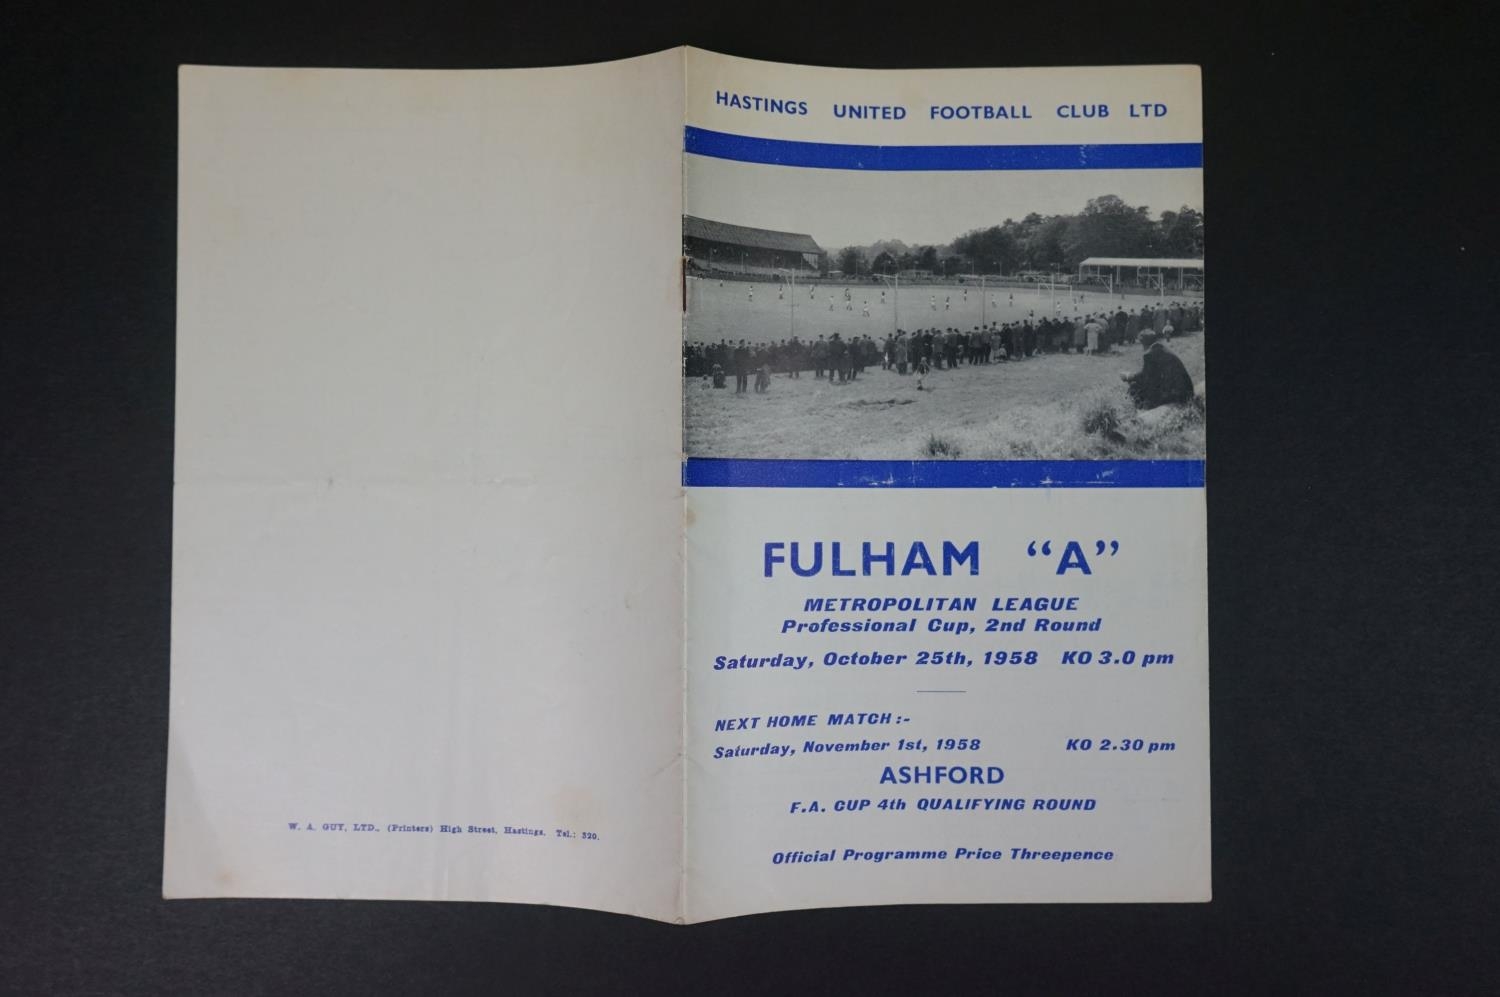 HASTINGS UNITED FOOTBALL CLUB LTD
FULHAM “A”
METROPOLITAN LEAGUE
Professional Cup, 2nd Round
Saturday, October 25th, 1958 KO 3.0 pm
NEXT HOME MATCH :-
Saturday, November 1st, 1958 KO 2.30 pm
ASHFORD
F.A. CUP 4th QUALIFYING ROUND
Official Programme Price Threepence
W. A. GUY, LTD., (Printers) High Street, Hastings. Tel.: 320.